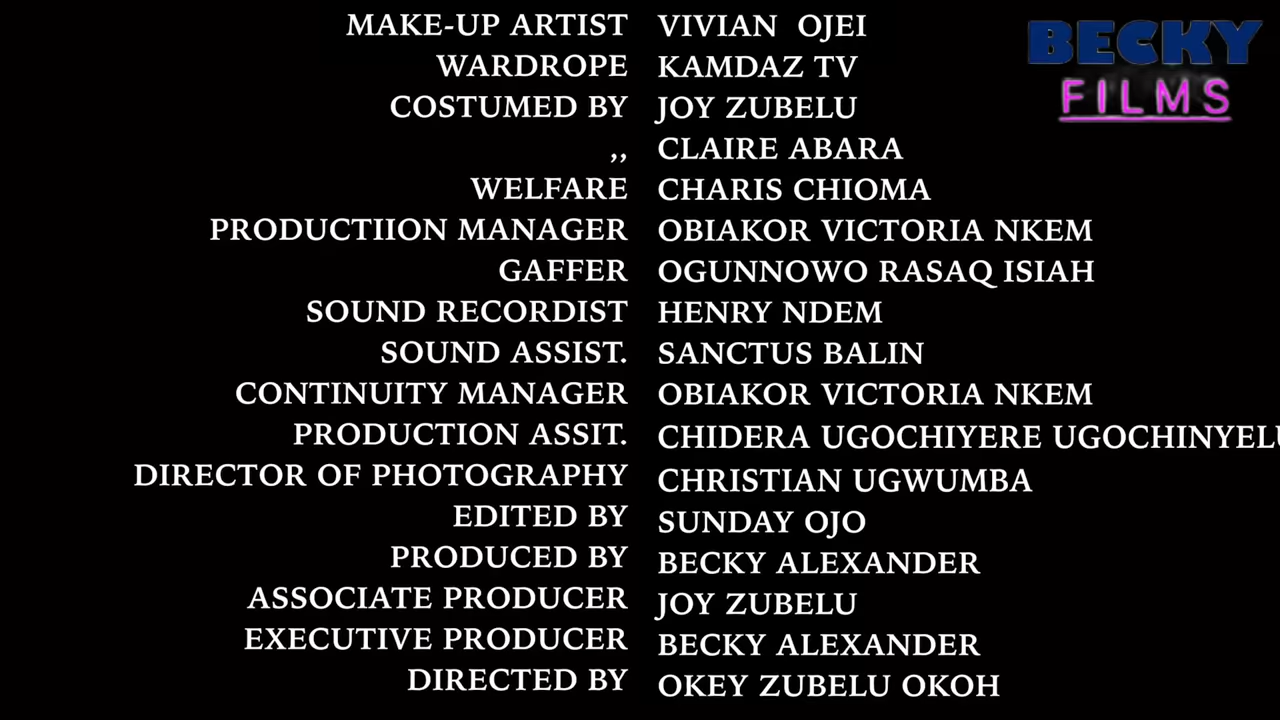 MAKE-UP ARTIST VIVIAN OJEI
WARDROPE KAMDAZ TV
COSTUMED BY JOY ZUBELU
,, CLAIRE ABARA
WELFARE CHARIS CHIOMA
PRODUCTIION MANAGER OBIAKOR VICTORIA NKEM
GAFFER OGUNNOWO RASAQ ISIAH
SOUND RECORDIST HENRY NDEM
SOUND ASSIST. SANCTUS BALIN
CONTINUITY MANAGER OBIAKOR VICTORIA NKEM
PRODUCTION ASSIT. CHIDERA UGOCHIYERE UGOCHINYELU
DIRECTOR OF PHOTOGRAPHY CHRISTIAN UGWUMBA
EDITED BY SUNDAY OJO
PRODUCED BY BECKY ALEXANDER
ASSOCIATE PRODUCER JOY ZUBELU
EXECUTIVE PRODUCER BECKY ALEXANDER
DIRECTED BY OKEY ZUBELU OKOH
BECKY
FILMS